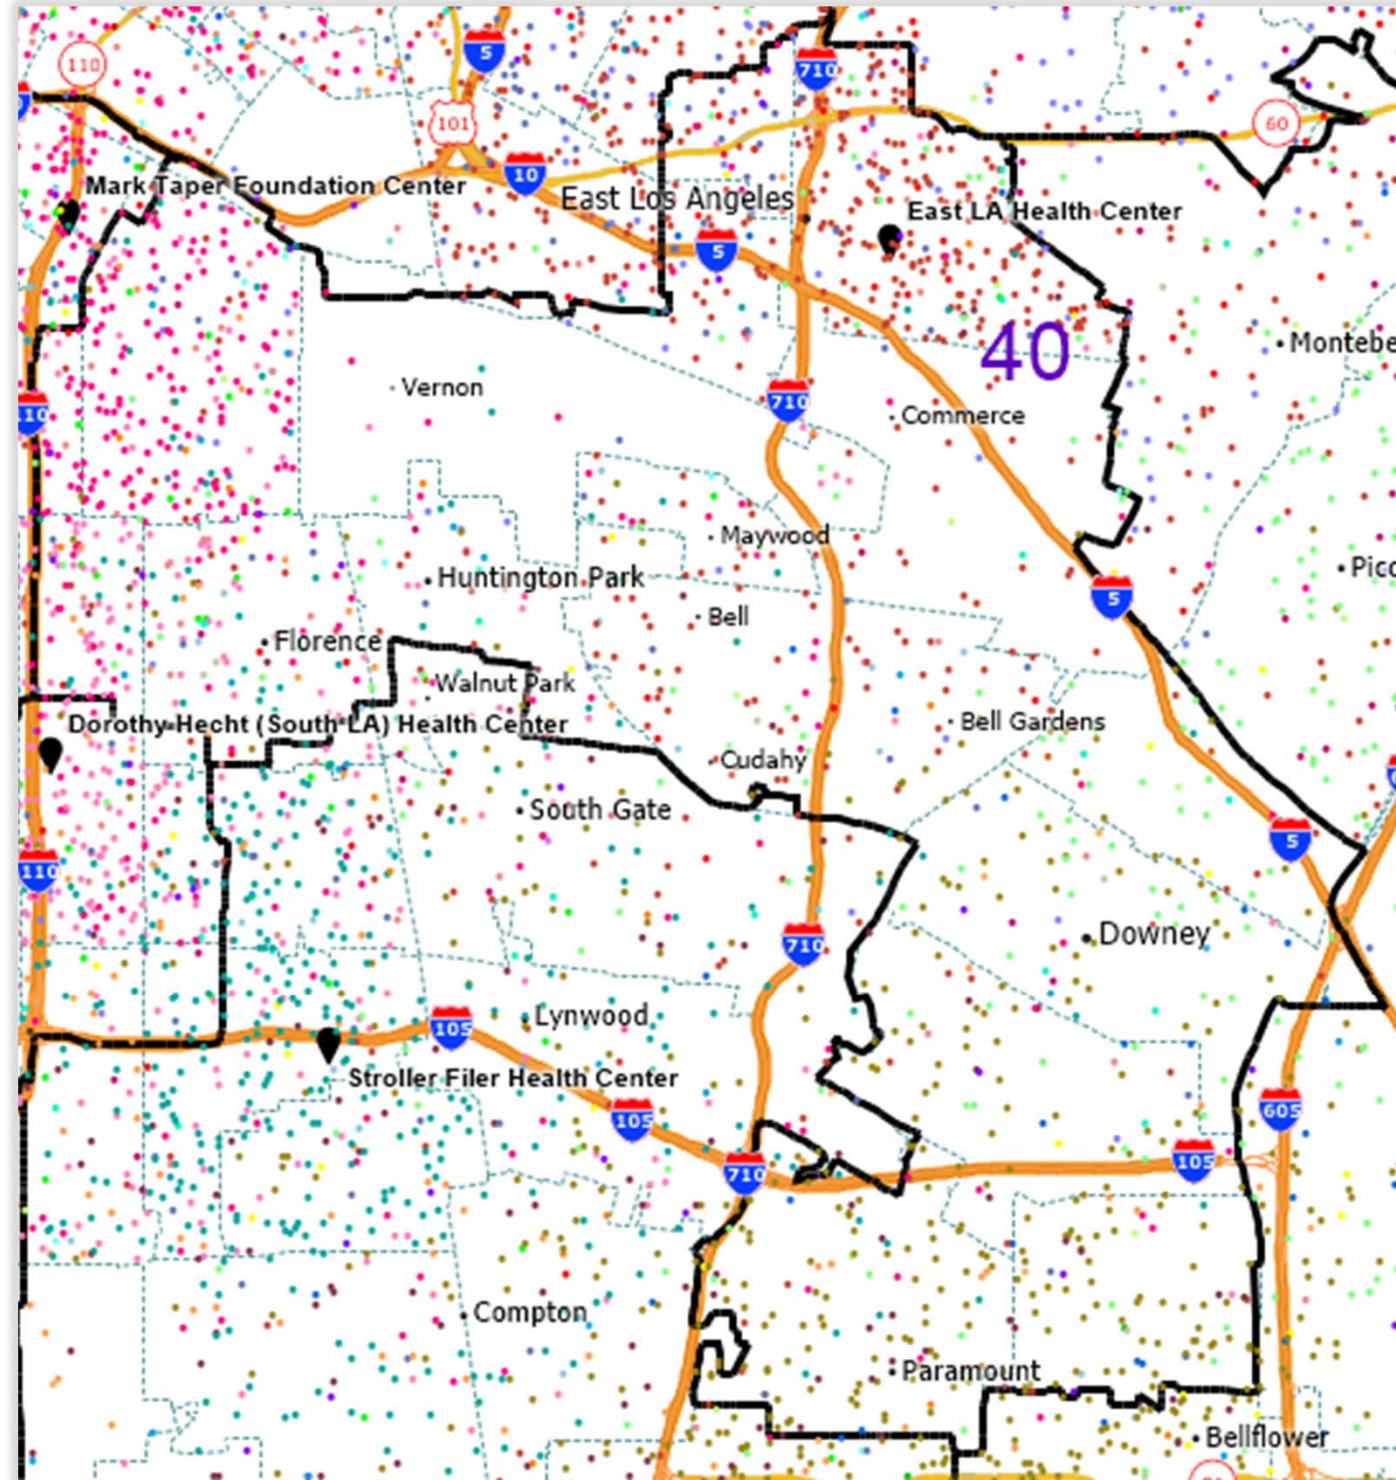 5
110
710
101
60
10
Mark Taper Foundation Center
East Los Angeles
East LA Health Center
5
40
Montebe
Vernon
710
110
Commerce
Maywood
Huntington Park
Pico
5
Bell
Florence
Walnut Park
Dorothy Hecht (South LA) Health Center
Bell Gardens
Cudahy
South Gate
5
110
Downey
710
Lynwood
105
Stroller Filer Health Center
605
105
105
710
Compton
Paramount
Bellflower